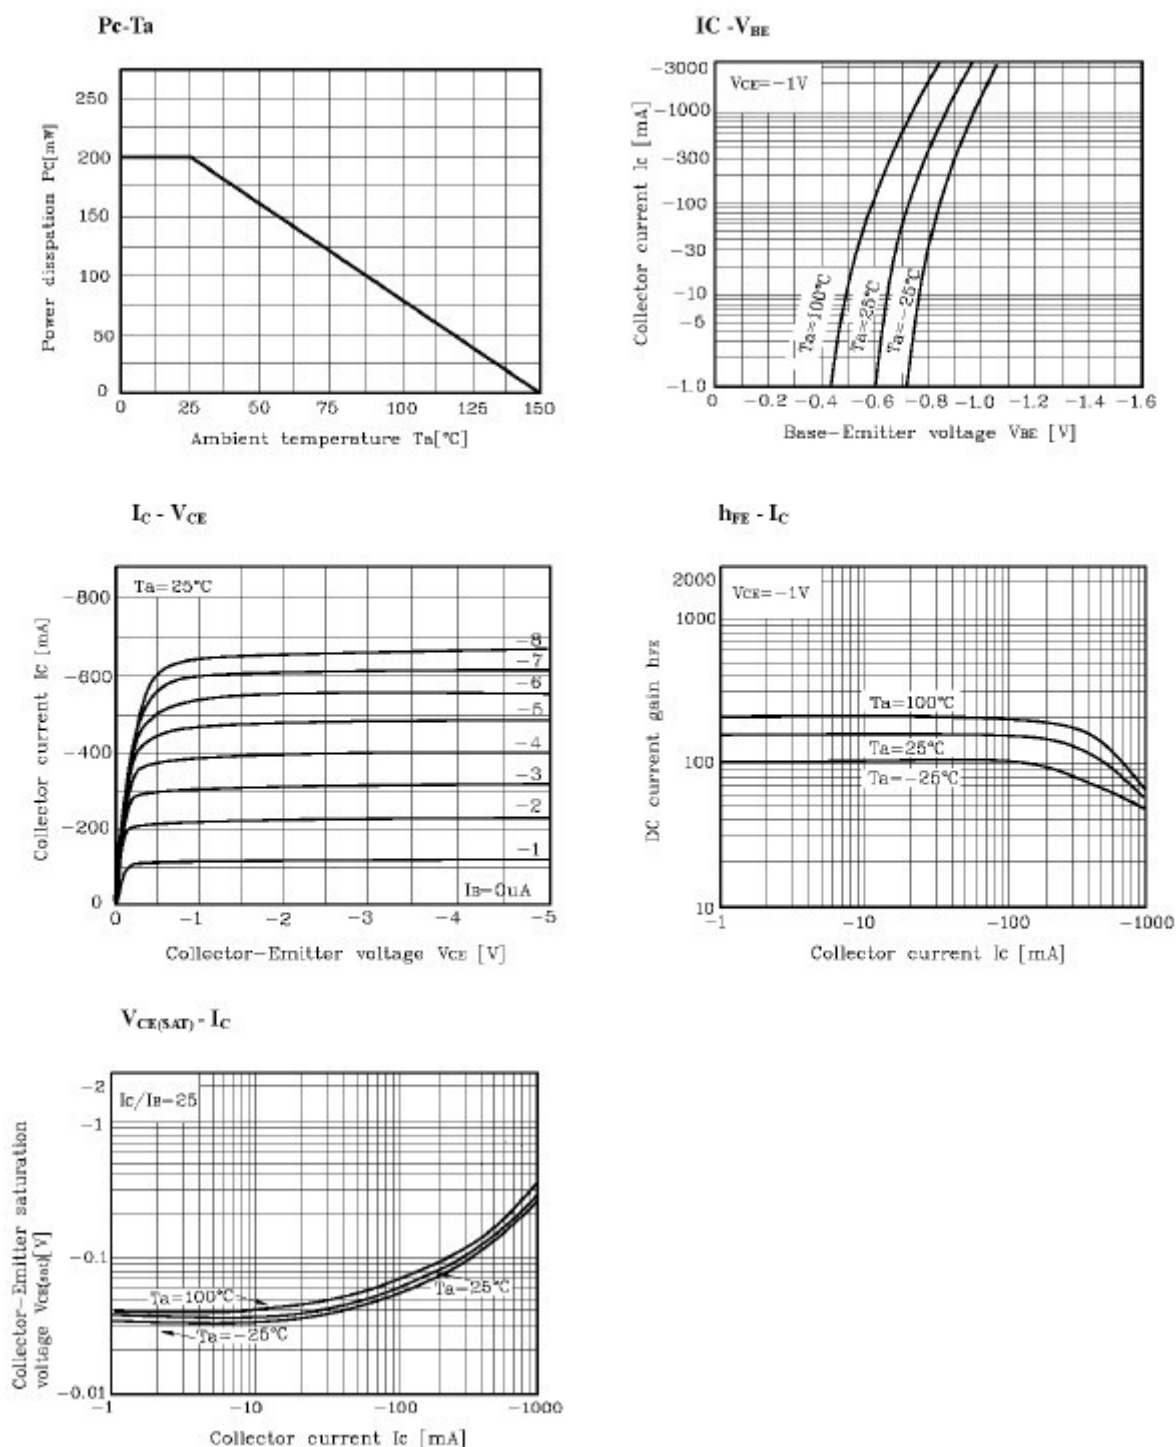 Pc-Ta
250
200
150
100
50
0
0 25 50 75 100 125 150
Power disspation PC[mW]
Ambient temperature Ta[℃]
IC -VBE
VCE=-1V
-3000
-1000
-300
-100
-30
-10
-5
-1.0
0 -0.2 -0.4 -0.6 -0.8 -1.0 -1.2 -1.4 -1.6
Ta=100℃
Ta=25℃
Ta=-25℃
Collector current Ic [mA]
Base-Emitter voltage VBE [V]
IC - VCE
Ta=25℃
-800
-600
-400
-200
0
-8
-7
-6
-5
-4
-3
-2
-1
IB=0uA
0 -1 -2 -3 -4 -5
Collector current IC [mA]
Collector-Emitter voltage VCE [V]
hFE - IC
VCE=-1V
2000
1000
100
10
Ta=100℃
Ta=25℃
Ta=-25℃
-1 -10 -100 -1000
DC current gain hFE
Collector current Ic [mA]
VCE(SAT) - IC
Ic/IB=25
-2
-1
-0.1
-0.01
Ta=100℃
Ta=25℃
Ta=-25℃
-1 -10 -100 -1000
Collector-Emitter saturation
voltage VCE[sat)[V]
Collector current Ic [mA]